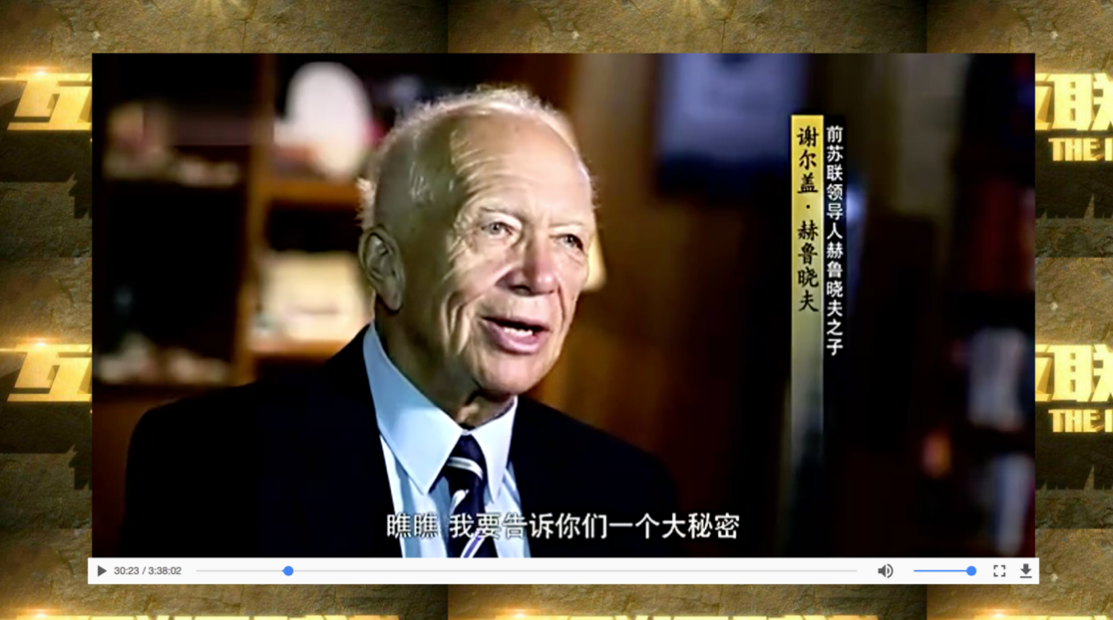 互
互联
THE I
前苏联领导人赫鲁晓夫之子
谢尔盖·赫鲁晓夫
瞧瞧 我要告诉你们一个大秘密
互
互联
THE I
30:23 / 3:38:02